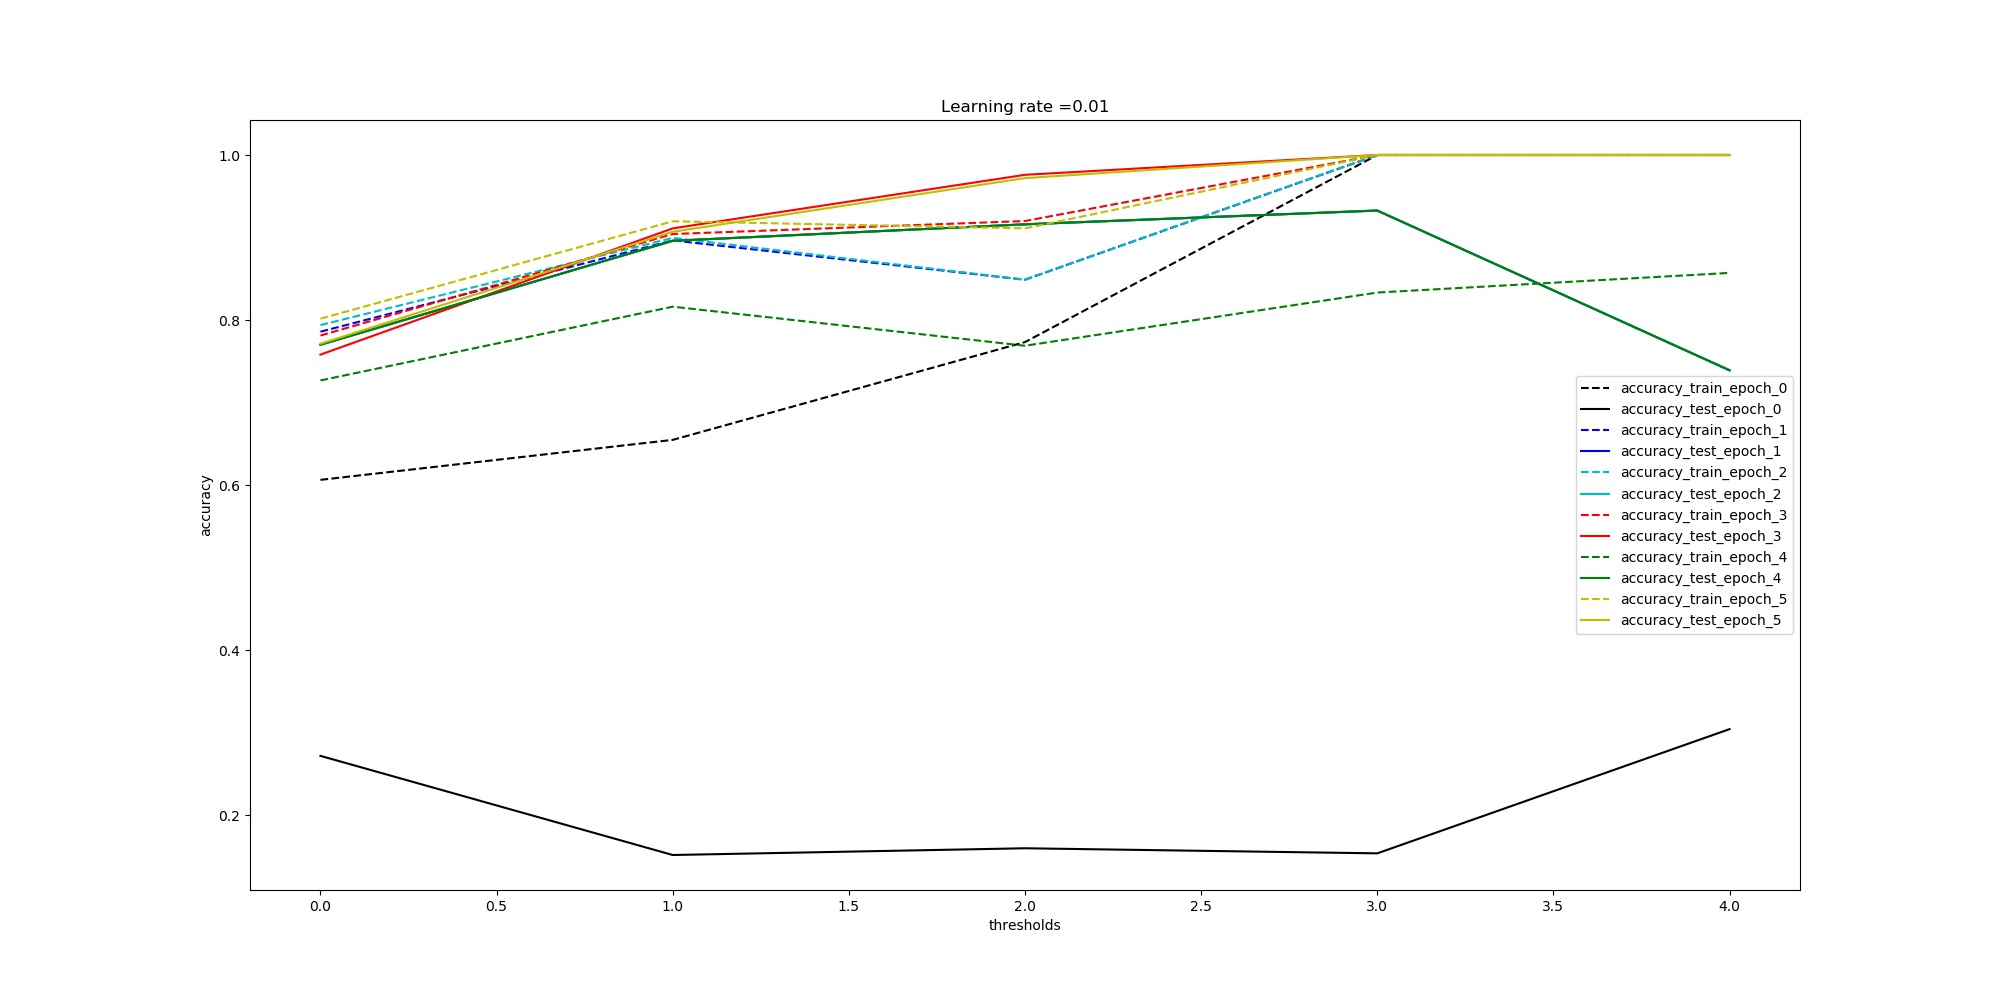 Learning rate =0.01
1.0
0.8
0.6
0.4
0.2
accuracy
0.0
0.5
1.0
1.5
2.0
2.5
3.0
3.5
4.0
thresholds
accuracy_train_epoch_0
accuracy_test_epoch_0
accuracy_train_epoch_1
accuracy_test_epoch_1
accuracy_train_epoch_2
accuracy_test_epoch_2
accuracy_train_epoch_3
accuracy_test_epoch_3
accuracy_train_epoch_4
accuracy_test_epoch_4
accuracy_train_epoch_5
accuracy_test_epoch_5